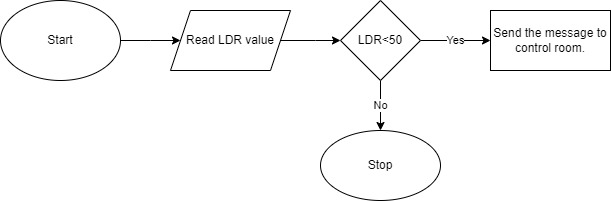 Start
Read LDR value
LDR<50
Yes
Send the message to
control room.
No
Stop